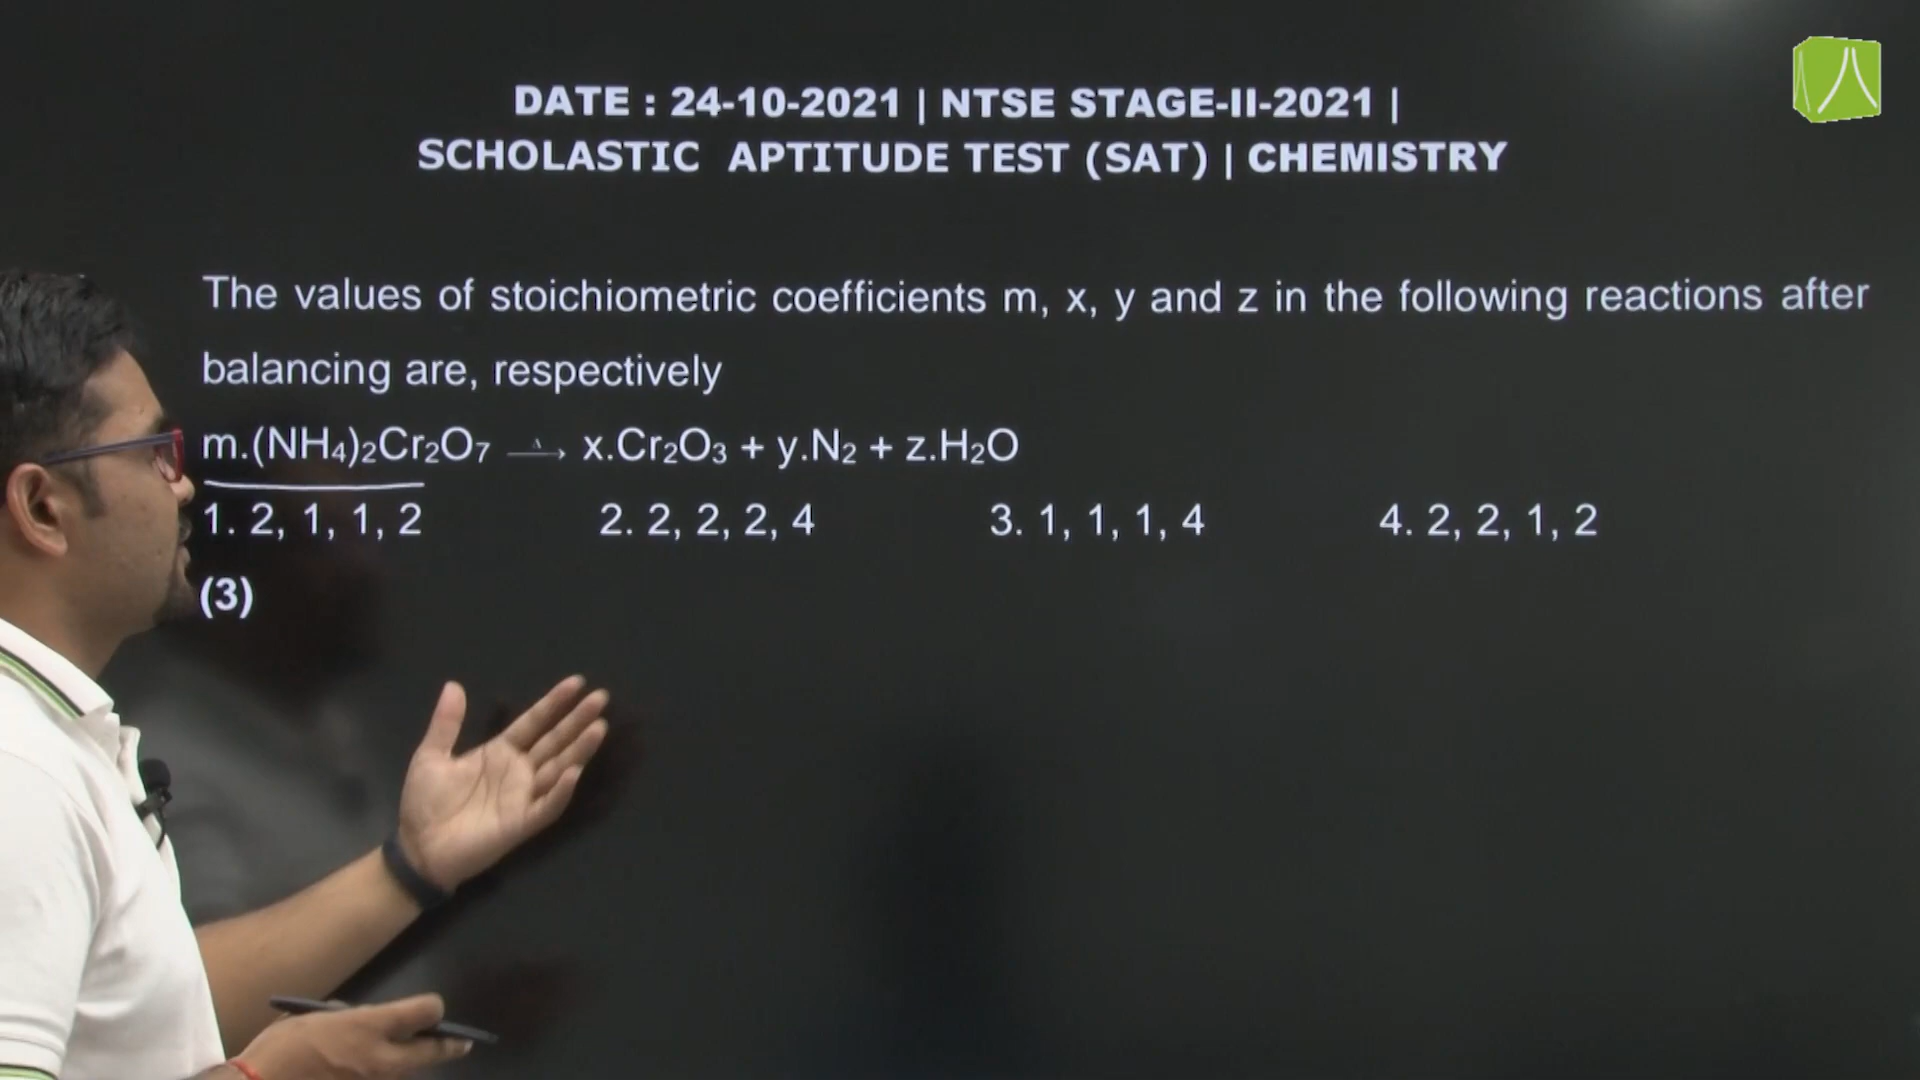 DATE : 24-10-2021 | NTSE STAGE-II-2021 |
SCHOLASTIC APTITUDE TEST (SAT) | CHEMISTRY
The values of stoichiometric coefficients m, x, y and z in the following reactions after
balancing are, respectively
m.(NH₄)₂Cr₂O₇ —Δ→ x.Cr₂O₃ + y.N₂ + z.H₂O
1. 2, 1, 1, 2 2. 2, 2, 2, 4 3. 1, 1, 1, 4 4. 2, 2, 1, 2
(3)